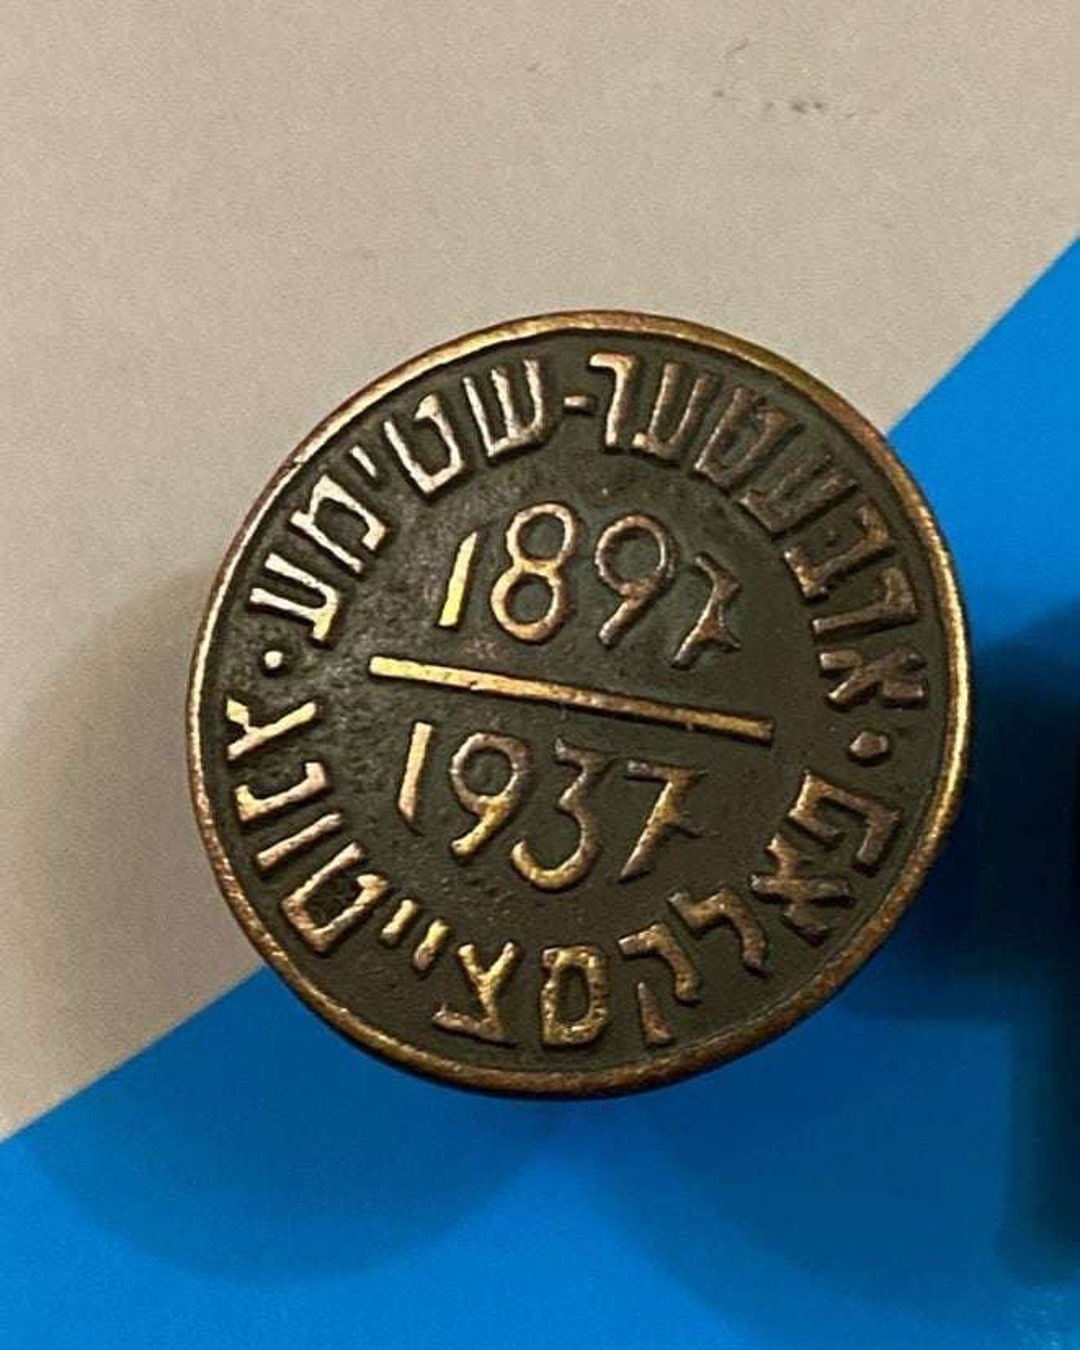 ארבעטער-שטימע •
1897
1937
פאלקסצייטונג •